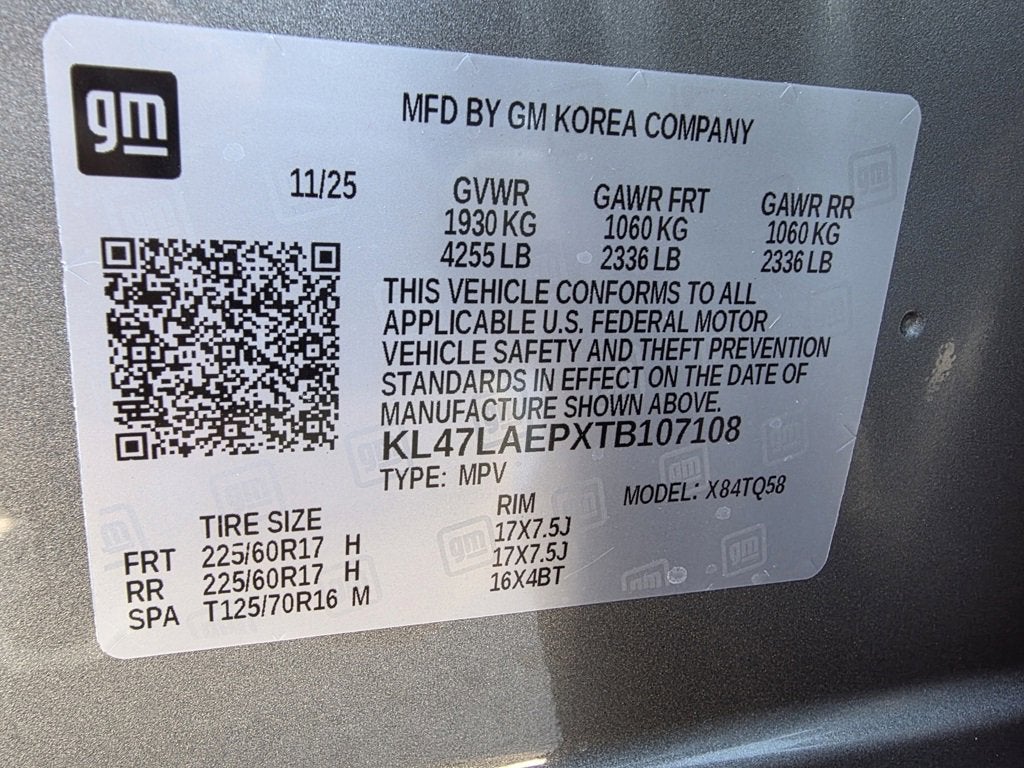 gm
MFD BY GM KOREA COMPANY
11/25
GVWR GAWR FRT GAWR RR
1930 KG 1060 KG 1060 KG
4255 LB 2336 LB 2336 LB
THIS VEHICLE CONFORMS TO ALL
APPLICABLE U.S. FEDERAL MOTOR
VEHICLE SAFETY AND THEFT PREVENTION
STANDARDS IN EFFECT ON THE DATE OF
MANUFACTURE SHOWN ABOVE.
KL47LAEPXTB107108
TYPE: MPV MODEL: X84TQ58
TIRE SIZE RIM
FRT 225/60R17 H 17X7.5J
RR 225/60R17 H 17X7.5J
SPA T125/70R16 M 16X4BT